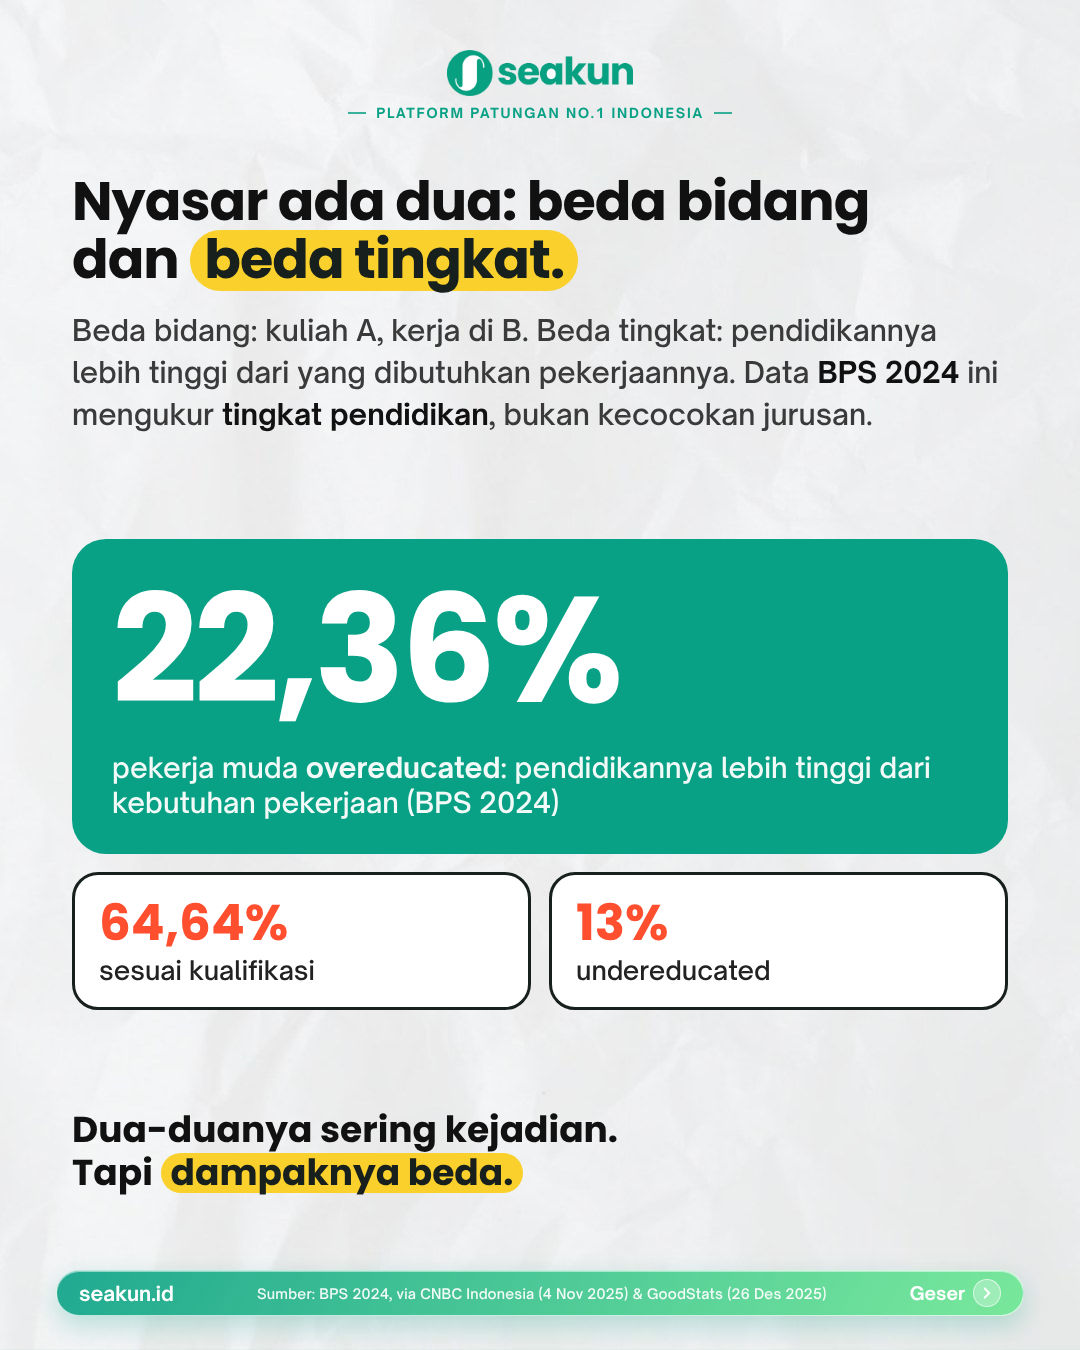 seakun
PLATFORM PATUNGAN NO.1 INDONESIA
Nyasar ada dua: beda bidang
dan beda tingkat.
Beda bidang: kuliah A, kerja di B. Beda tingkat: pendidikannya
lebih tinggi dari yang dibutuhkan pekerjaannya. Data BPS 2024 ini
mengukur tingkat pendidikan, bukan kecocokan jurusan.
22,36%
pekerja muda overeducated: pendidikannya lebih tinggi dari
kebutuhan pekerjaan (BPS 2024)
64,64%
sesuai kualifikasi
13%
undereducated
Dua-duanya sering kejadian.
Tapi dampaknya beda.
seakun.id
Sumber: BPS 2024, via CNBC Indonesia (4 Nov 2025) & GoodStats (26 Des 2025)
Geser